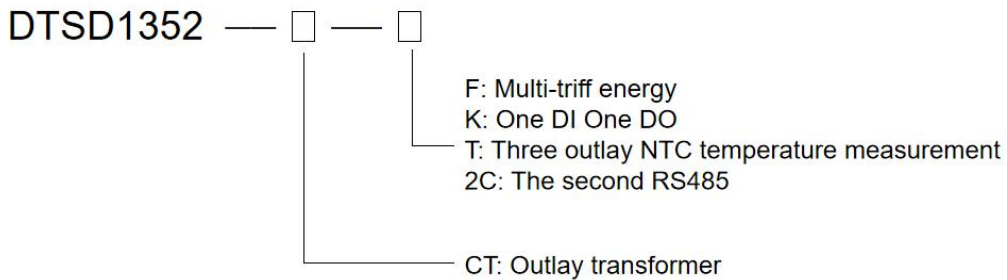 DTSD1352 —— □ —— □
F: Multi-triff energy
K: One DI One DO
T: Three outlay NTC temperature measurement
2C: The second RS485
CT: Outlay transformer